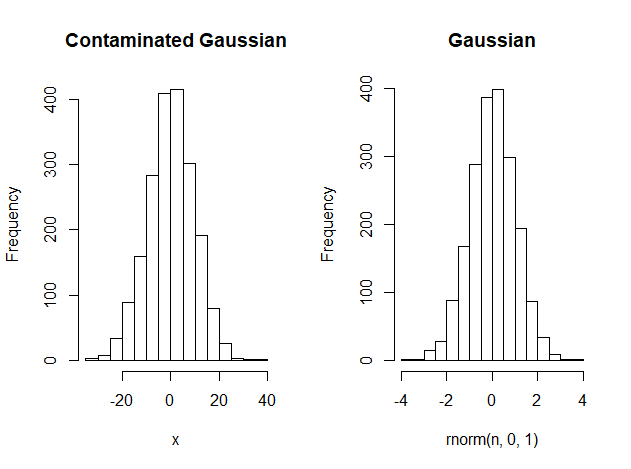 Contaminated Gaussian
Frequency
400
300
200
100
0
-20 0 20 40
x
Gaussian
Frequency
400
300
200
100
0
-4 -2 0 2 4
rnorm(n, 0, 1)